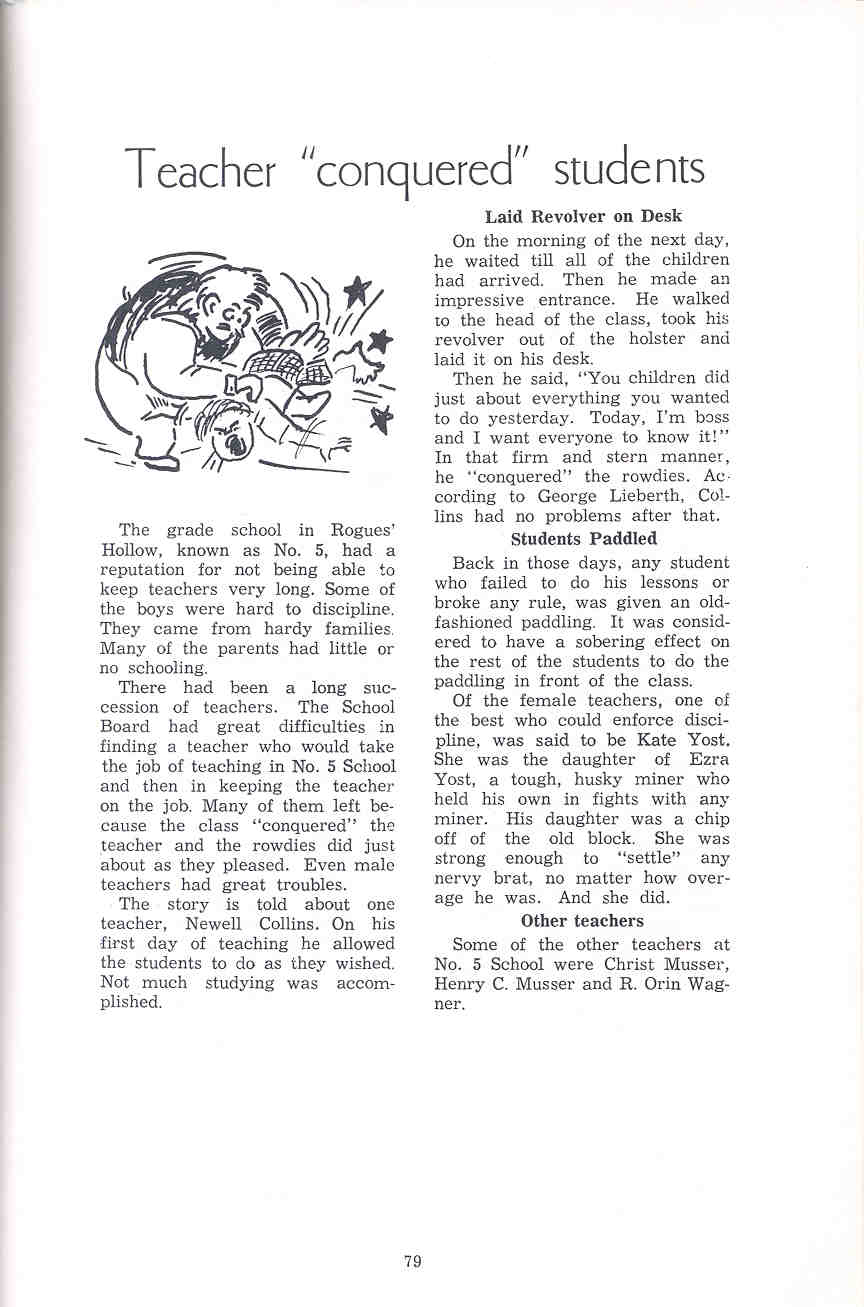 Teacher "conquered" students
The grade school in Rogues'
Hollow, known as No. 5, had a
reputation for not being able to
keep teachers very long. Some of
the boys were hard to discipline.
They came from hardy families.
Many of the parents had little or
no schooling.
There had been a long suc-
cession of teachers. The School
Board had great difficulties in
finding a teacher who would take
the job of teaching in No. 5 School
and then in keeping the teacher
on the job. Many of them left be-
cause the class "conquered" the
teacher and the rowdies did just
about as they pleased. Even male
teachers had great troubles.
The story is told about one
teacher, Newell Collins. On his
first day of teaching he allowed
the students to do as they wished.
Not much studying was accom-
plished.
Laid Revolver on Desk
On the morning of the next day,
he waited till all of the children
had arrived. Then he made an
impressive entrance. He walked
to the head of the class, took his
revolver out of the holster and
laid it on his desk.
Then he said, "You children did
just about everything you wanted
to do yesterday. Today, I'm boss
and I want everyone to know it!"
In that firm and stern manner,
he "conquered" the rowdies. Ac-
cording to George Lieberth, Col-
lins had no problems after that.
Students Paddled
Back in those days, any student
who failed to do his lessons or
broke any rule, was given an old-
fashioned paddling. It was consid-
ered to have a sobering effect on
the rest of the students to do the
paddling in front of the class.
Of the female teachers, one of
the best who could enforce disci-
pline, was said to be Kate Yost.
She was the daughter of Ezra
Yost, a tough, husky miner who
held his own in fights with any
miner. His daughter was a chip
off of the old block. She was
strong enough to "settle" any
nervy brat, no matter how over-
age he was. And she did.
Other teachers
Some of the other teachers at
No. 5 School were Christ Musser,
Henry C. Musser and R. Orin Wag-
ner.
79